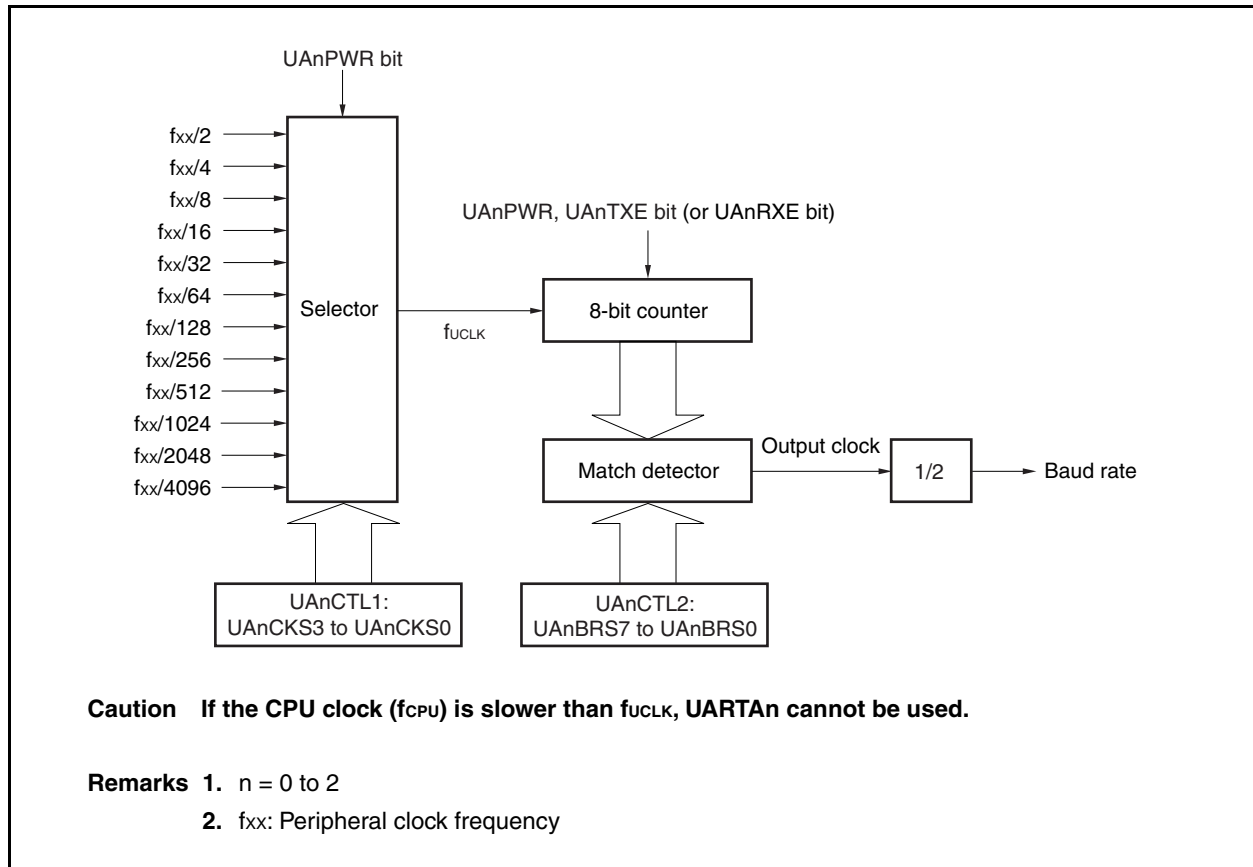 UAnPWR bit
fxx/2
fxx/4
fxx/8
fxx/16
fxx/32
fxx/64
fxx/128
fxx/256
fxx/512
fxx/1024
fxx/2048
fxx/4096
Selector
fUCLK
UAnPWR, UAnTXE bit (or UAnRXE bit)
8-bit counter
Match detector
Output clock
1/2
Baud rate
UAnCTL1:
UAnCKS3 to UAnCKS0
UAnCTL2:
UAnBRS7 to UAnBRS0
Caution If the CPU clock (fCPU) is slower than fUCLK, UARTAn cannot be used.
Remarks 1. n = 0 to 2
2. fxx: Peripheral clock frequency